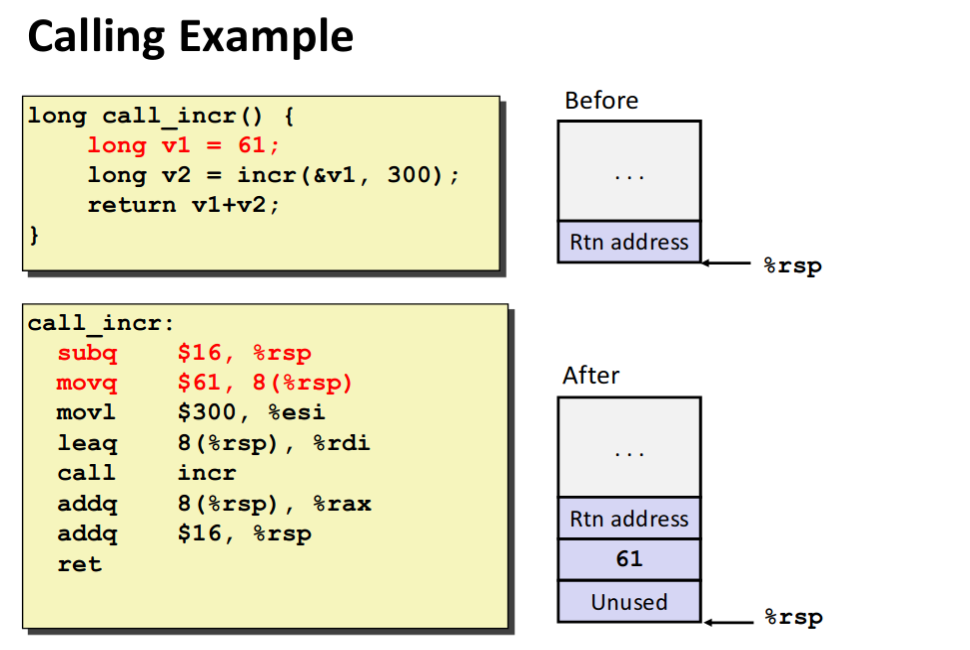 Calling Example
long call_incr() {
    long v1 = 61;
    long v2 = incr(&v1, 300);
    return v1+v2;
}
call_incr:
  subq    $16, %rsp
  movq    $61, 8(%rsp)
  movl    $300, %esi
  leaq    8(%rsp), %rdi
  call    incr
  addq    8(%rsp), %rax
  addq    $16, %rsp
  ret
Before
...
Rtn address
%rsp
After
...
Rtn address
61
Unused
%rsp